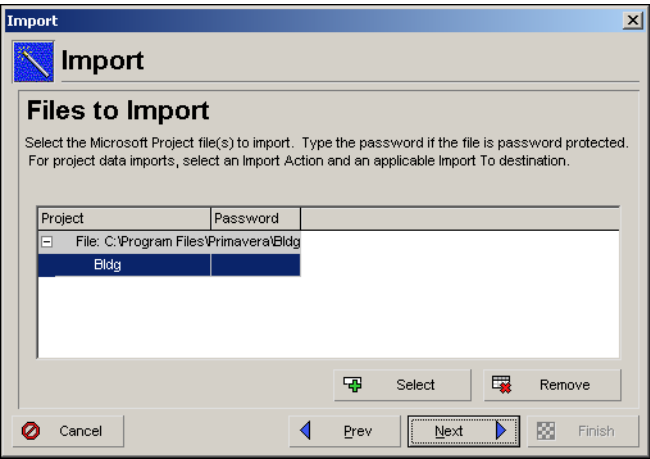 Import
Import
Files to Import
Select the Microsoft Project file(s) to import. Type the password if the file is password protected.
For project data imports, select an Import Action and an applicable Import To destination.
Project Password
File: C:\Program Files\Primavera\Bldg
Bldg
Select Remove
Cancel Prev Next Finish